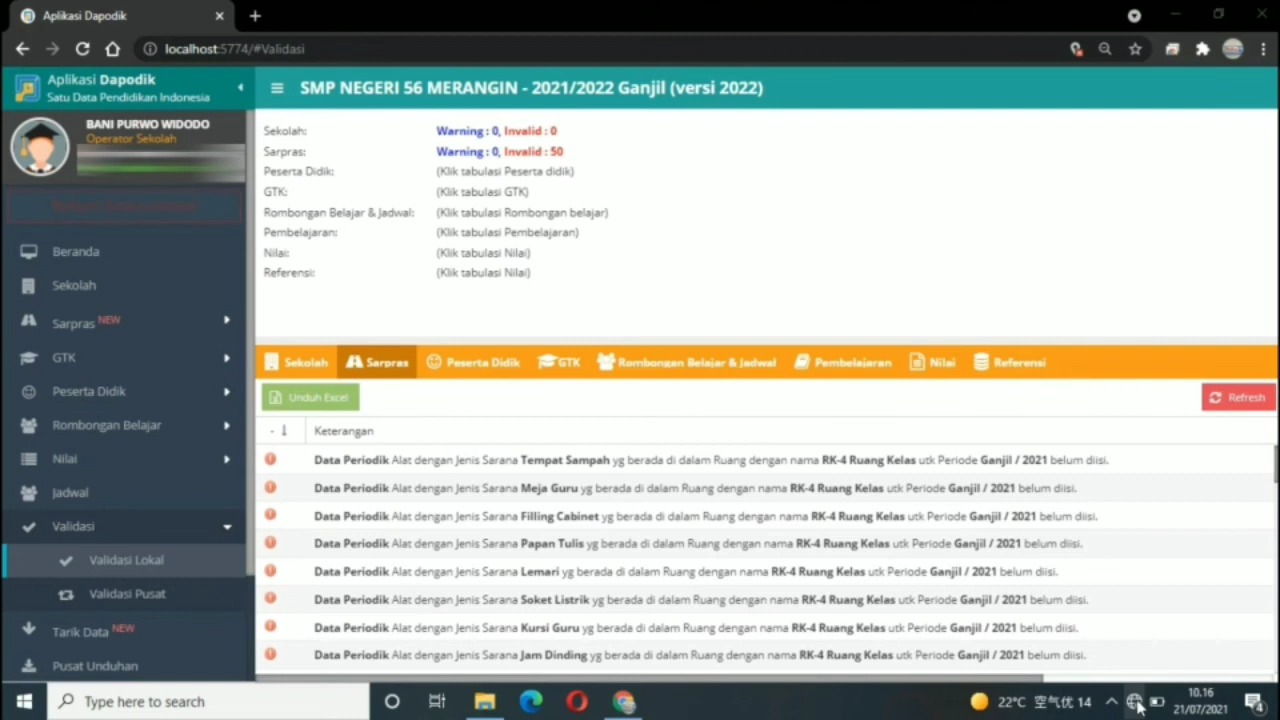 Aplikasi Dapodik
localhost:5774/#Validasi
Aplikasi Dapodik
Satu Data Pendidikan Indonesia
SMP NEGERI 56 MERANGIN - 2021/2022 Ganjil (versi 2022)
BANI PURWO WIDODO
Operator Sekolah
Beranda
Sekolah
Sarpras NEW
GTK
Peserta Didik
Rombongan Belajar
Nilai
Jadwal
Validasi
Validasi Lokal
Validasi Pusat
Tarik Data NEW
Pusat Unduhan
Sekolah: Warning : 0, Invalid : 0
Sarpras: Warning : 0, Invalid : 50
Peserta Didik: (Klik tabulasi Peserta didik)
GTK: (Klik tabulasi GTK)
Rombongan Belajar & Jadwal: (Klik tabulasi Rombongan belajar)
Pembelajaran: (Klik tabulasi Pembelajaran)
Nilai: (Klik tabulasi Nilai)
Referensi: (Klik tabulasi Nilai)
Sekolah Sarpras Peserta Didik GTK Rombongan Belajar & Jadwal Pembelajaran Nilai Referensi
Unduh Excel Refresh
- Keterangan
Data Periodik Alat dengan Jenis Sarana Tempat Sampah yg berada di dalam Ruang dengan nama RK-4 Ruang Kelas utk Periode Ganjil / 2021 belum diisi.
Data Periodik Alat dengan Jenis Sarana Meja Guru yg berada di dalam Ruang dengan nama RK-4 Ruang Kelas utk Periode Ganjil / 2021 belum diisi.
Data Periodik Alat dengan Jenis Sarana Filling Cabinet yg berada di dalam Ruang dengan nama RK-4 Ruang Kelas utk Periode Ganjil / 2021 belum diisi.
Data Periodik Alat dengan Jenis Sarana Papan Tulis yg berada di dalam Ruang dengan nama RK-4 Ruang Kelas utk Periode Ganjil / 2021 belum diisi.
Data Periodik Alat dengan Jenis Sarana Lemari yg berada di dalam Ruang dengan nama RK-4 Ruang Kelas utk Periode Ganjil / 2021 belum diisi.
Data Periodik Alat dengan Jenis Sarana Soket Listrik yg berada di dalam Ruang dengan nama RK-4 Ruang Kelas utk Periode Ganjil / 2021 belum diisi.
Data Periodik Alat dengan Jenis Sarana Kursi Guru yg berada di dalam Ruang dengan nama RK-4 Ruang Kelas utk Periode Ganjil / 2021 belum diisi.
Data Periodik Alat dengan Jenis Sarana Jam Dinding yg berada di dalam Ruang dengan nama RK-4 Ruang Kelas utk Periode Ganjil / 2021 belum diisi.
Type here to search
22°C 空气优 14
10.16
21/07/2021
4